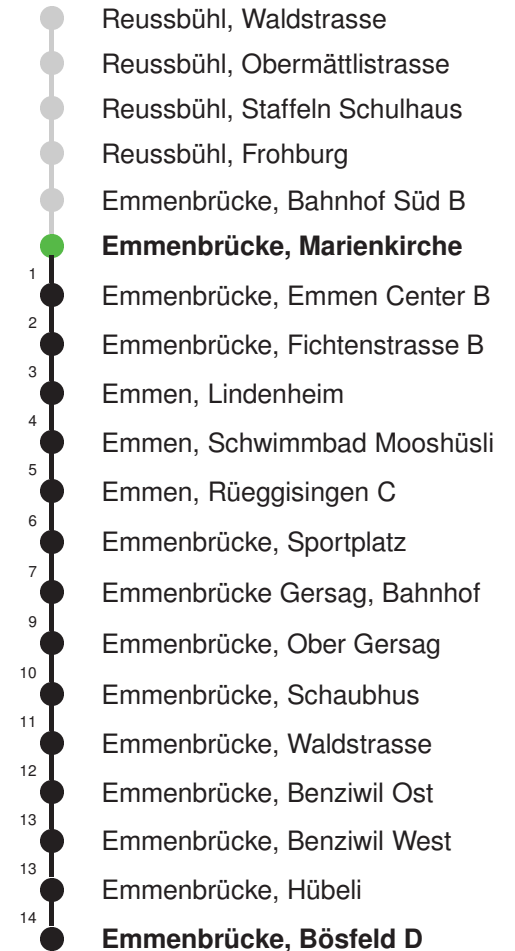 Reussbühl, Waldstrasse
Reussbühl, Obermättlistrasse
Reussbühl, Staffeln Schulhaus
Reussbühl, Frohburg
Emmenbrücke, Bahnhof Süd B
Emmenbrücke, Marienkirche
1
Emmenbrücke, Emmen Center B
2
Emmenbrücke, Fichtenstrasse B
3
Emmen, Lindenheim
4
Emmen, Schwimmbad Mooshüsli
5
Emmen, Rüeggisingen C
6
Emmenbrücke, Sportplatz
7
Emmenbrücke Gersag, Bahnhof
9
Emmenbrücke, Ober Gersag
10
Emmenbrücke, Schaubhus
11
Emmenbrücke, Waldstrasse
12
Emmenbrücke, Benziwil Ost
13
Emmenbrücke, Benziwil West
13
Emmenbrücke, Hübeli
14
Emmenbrücke, Bösfeld D